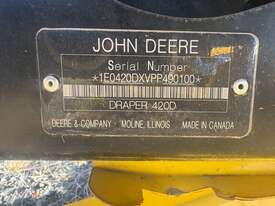 JOHN DEERE
Serial Number
*1E0420DXVPP490100*
DRAPER 420D
DEERE & COMPANY MOLINE, ILLINOIS MADE IN CANADA